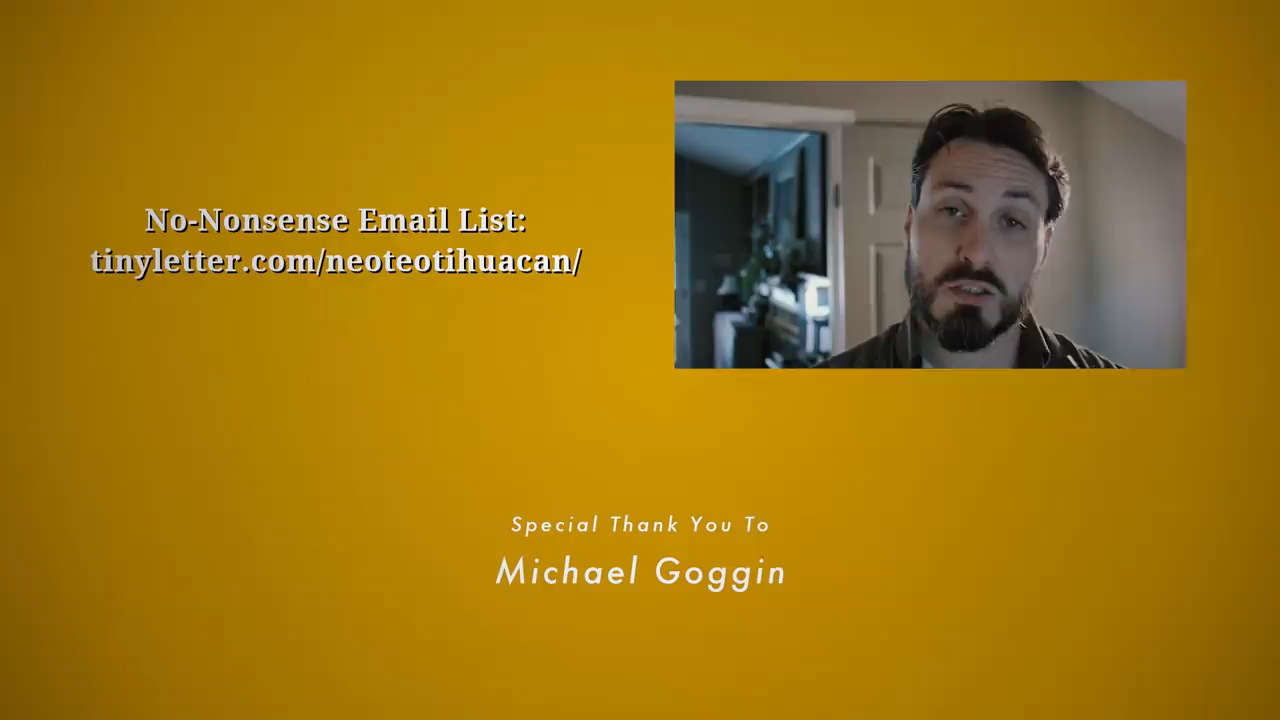 No-Nonsense Email List:
tinyletter.com/neoteotihuacan/
Special Thank You To
Michael Goggin